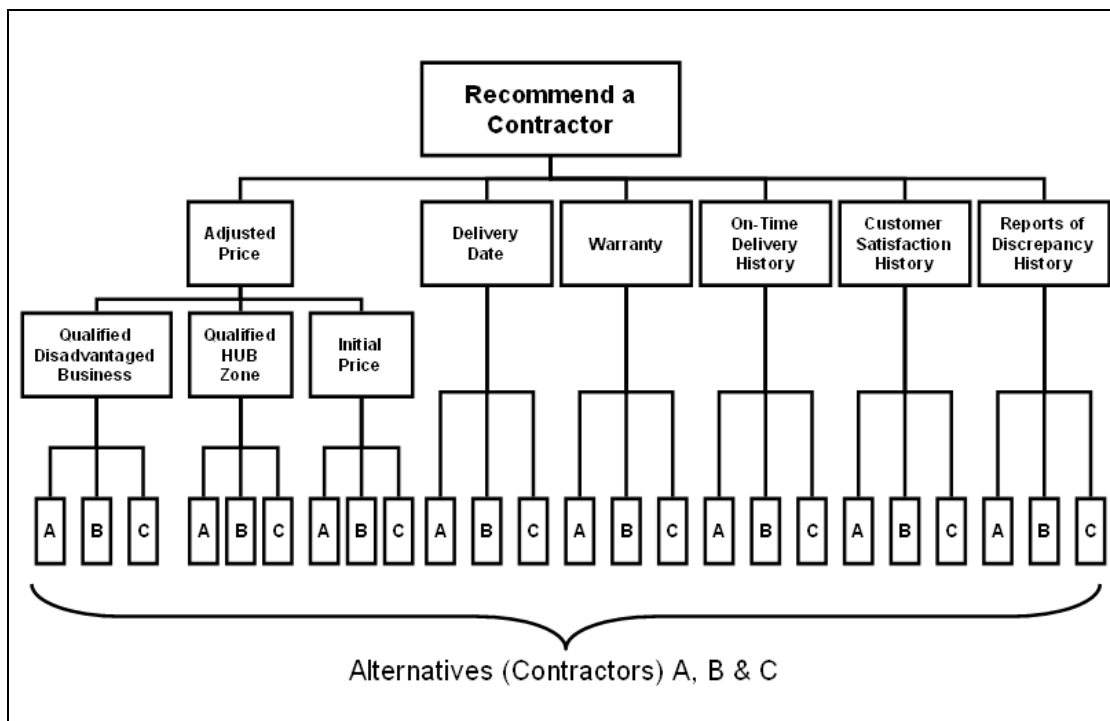 Recommend a
Contractor
Adjusted
Price
Delivery
Date
Warranty
On-Time
Delivery
History
Customer
Satisfaction
History
Reports of
Discrepancy
History
Qualified
Disadvantaged
Business
Qualified
HUB
Zone
Initial
Price
A B C A B C A B C A B C A B C A B C A B C A B C
Alternatives (Contractors) A, B & C